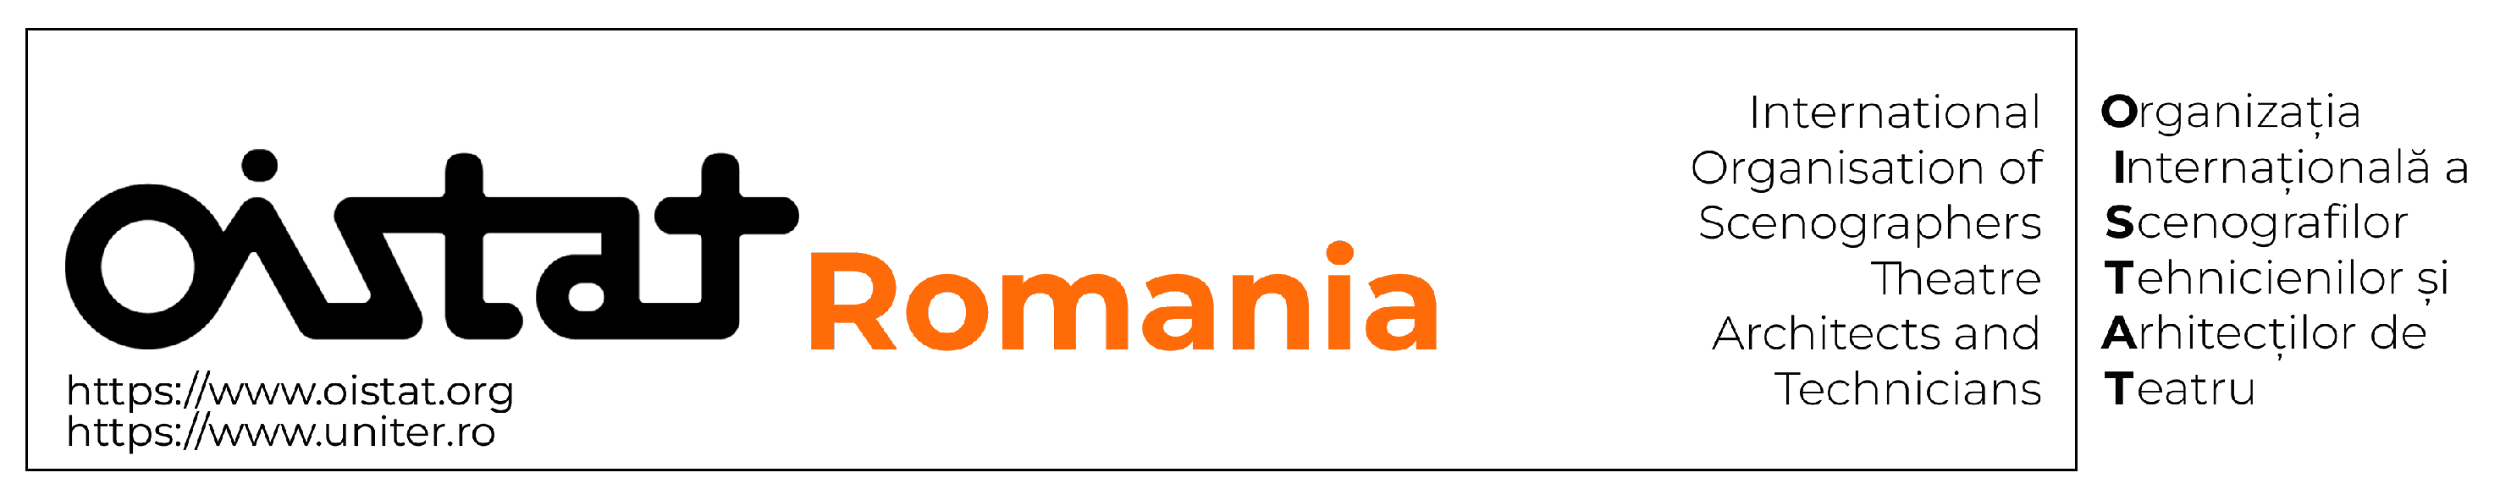 oistat Romania
https://www.oistat.org
https://www.uniter.ro
International
Organisation of
Scenographers
Theatre
Architects and
Technicians
Organizația
Internațională a
Scenografilor
Tehnicienilor și
Arhitecților de
Teatru